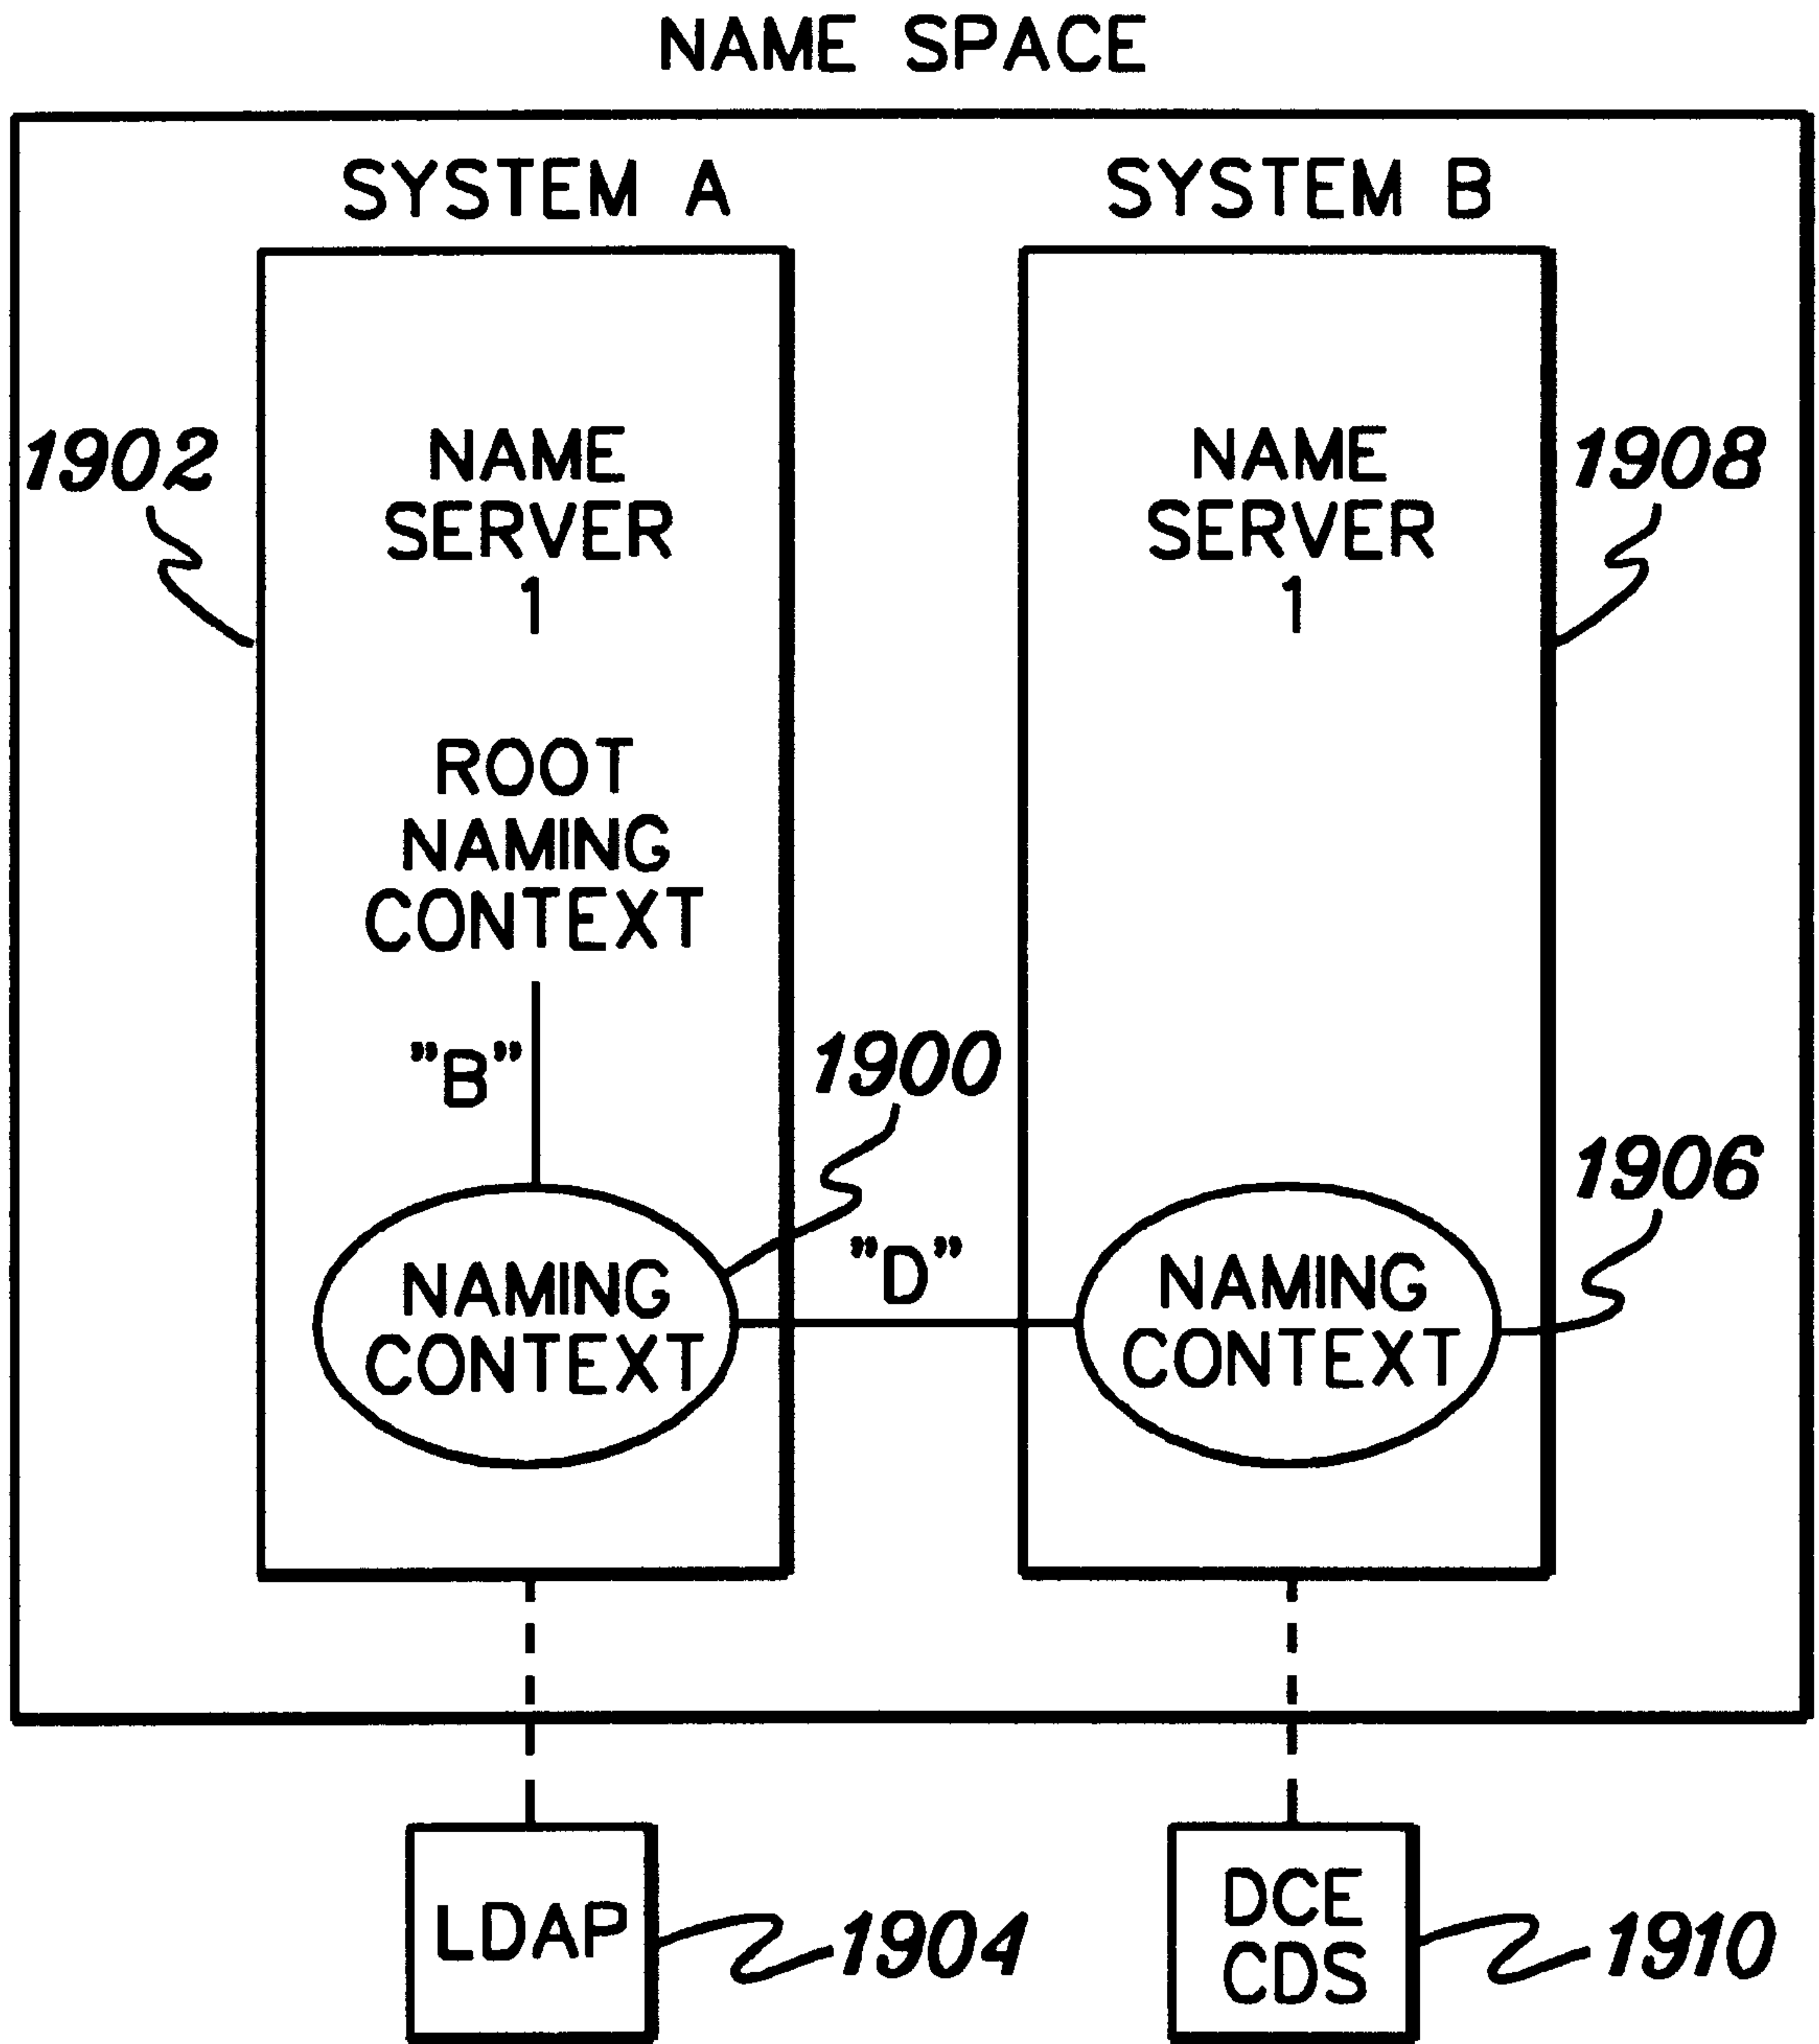 NAME SPACE
SYSTEM A
SYSTEM B
1902
NAME
SERVER
1
NAME
SERVER
1
1908
ROOT
NAMING
CONTEXT
"B"
1900
1906
NAMING
CONTEXT
"D"
NAMING
CONTEXT
LDAP
1904
DCE
CDS
1910